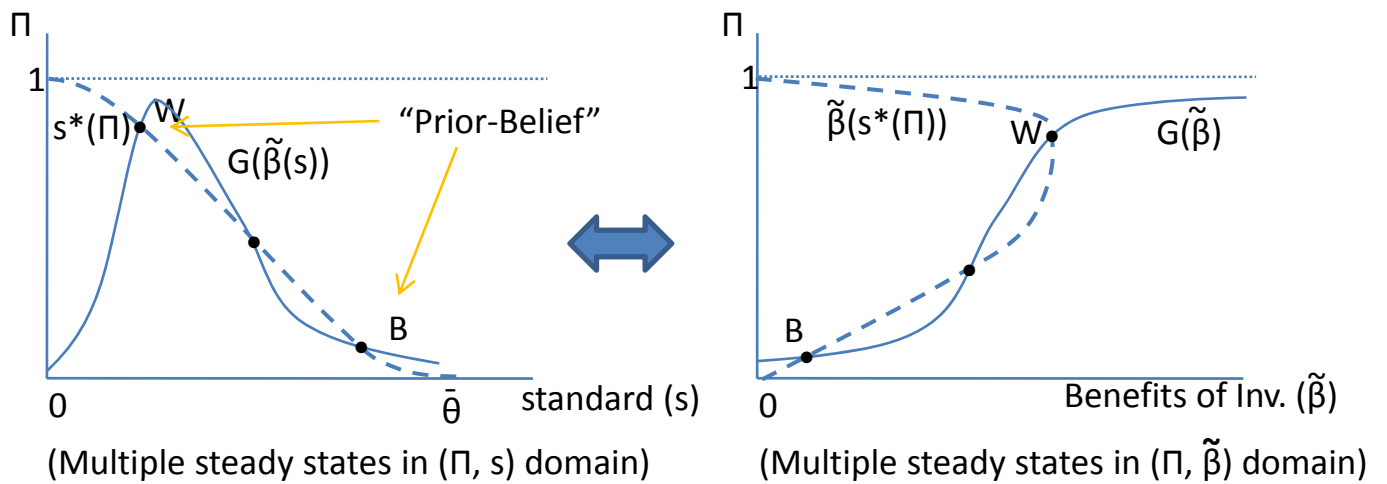 Π
1
W
s*(Π)
G(β̃(s))
"Prior-Belief"
B
0
θ̄
standard (s)
(Multiple steady states in (Π, s) domain)
Π
1
β̃(s*(Π))
W
G(β̃)
B
0
Benefits of Inv. (β̃)
(Multiple steady states in (Π, β̃) domain)